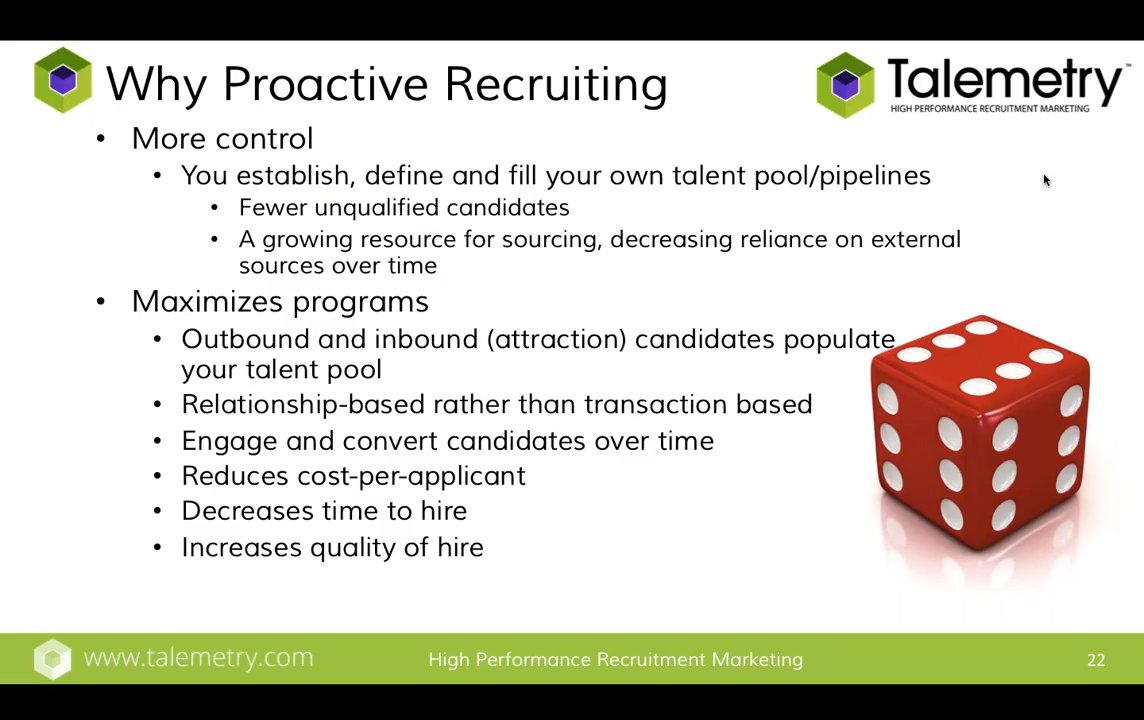 Why Proactive Recruiting
Talemetry™
HIGH PERFORMANCE RECRUITMENT MARKETING
• More control
• You establish, define and fill your own talent pool/pipelines
• Fewer unqualified candidates
• A growing resource for sourcing, decreasing reliance on external
sources over time
• Maximizes programs
• Outbound and inbound (attraction) candidates populate
your talent pool
• Relationship-based rather than transaction based
• Engage and convert candidates over time
• Reduces cost-per-applicant
• Decreases time to hire
• Increases quality of hire
www.talemetry.com
High Performance Recruitment Marketing
22